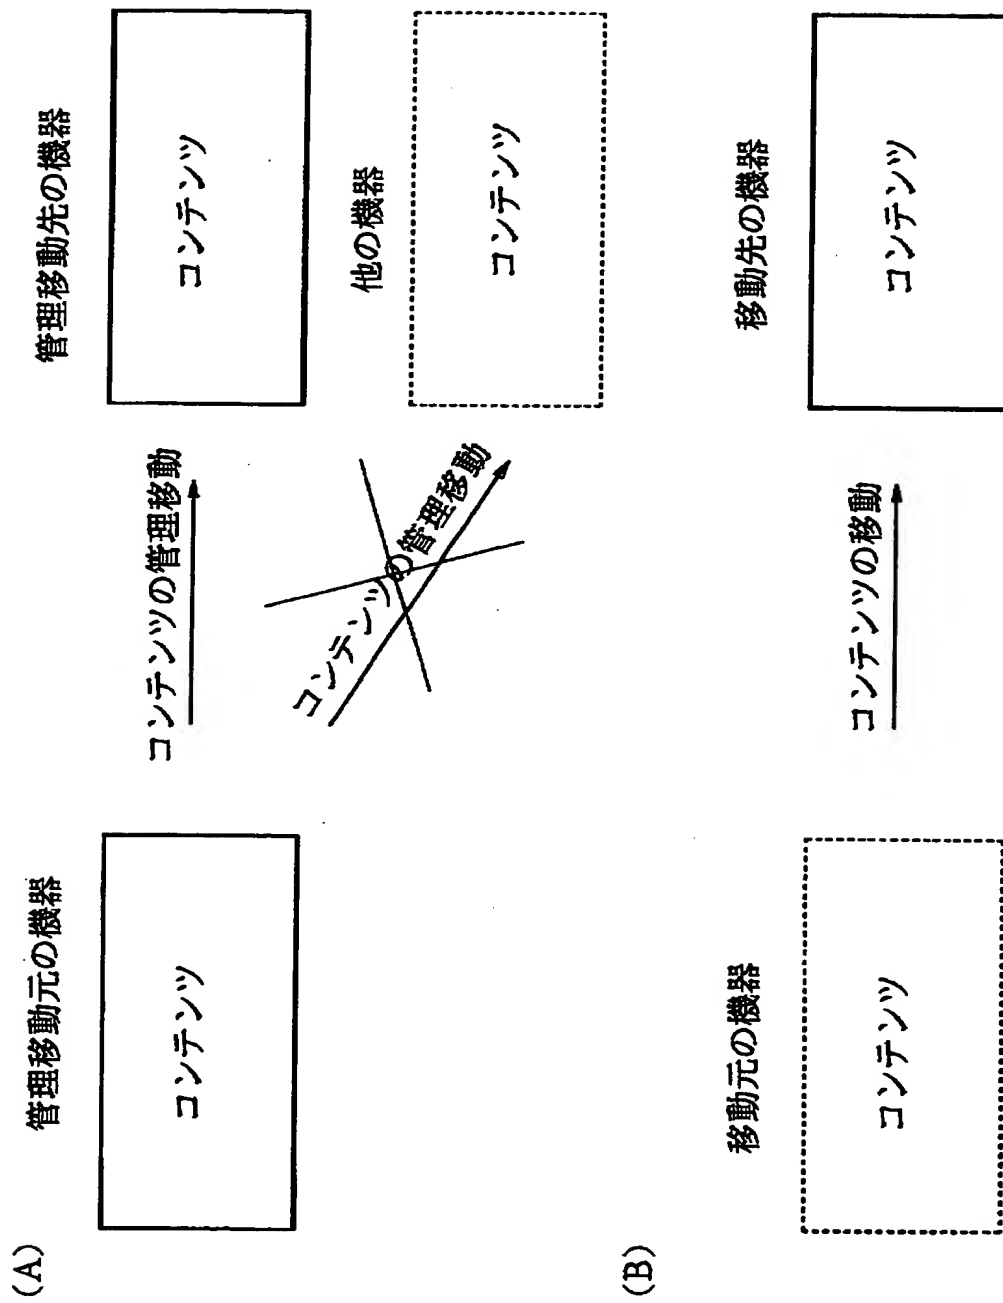 (A)
管理移動元の機器
コンテンツ
コンテンツの管理移動
管理移動先の機器
コンテンツ
コンテンツの管理移動
他の機器
コンテンツ
(B)
移動元の機器
コンテンツ
コンテンツの移動
移動先の機器
コンテンツ